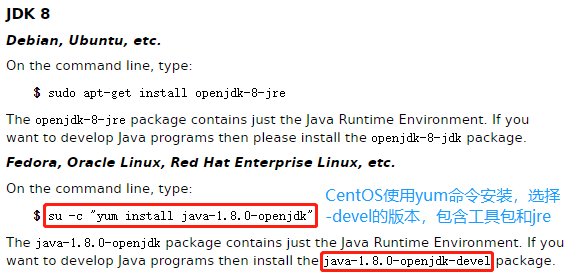 JDK 8
Debian, Ubuntu, etc.
On the command line, type:
$ sudo apt-get install openjdk-8-jre
The openjdk-8-jre package contains just the Java Runtime Environment. If you
want to develop Java programs then please install the openjdk-8-jdk package.
Fedora, Oracle Linux, Red Hat Enterprise Linux, etc.
On the command line, type:
$ su -c "yum install java-1.8.0-openjdk"
CentOS使用yum命令安装，选择
-devel的版本，包含工具包和jre
The java-1.8.0-openjdk package contains just the Java Runtime Environment. If you
want to develop Java programs then install the java-1.8.0-openjdk-devel package.